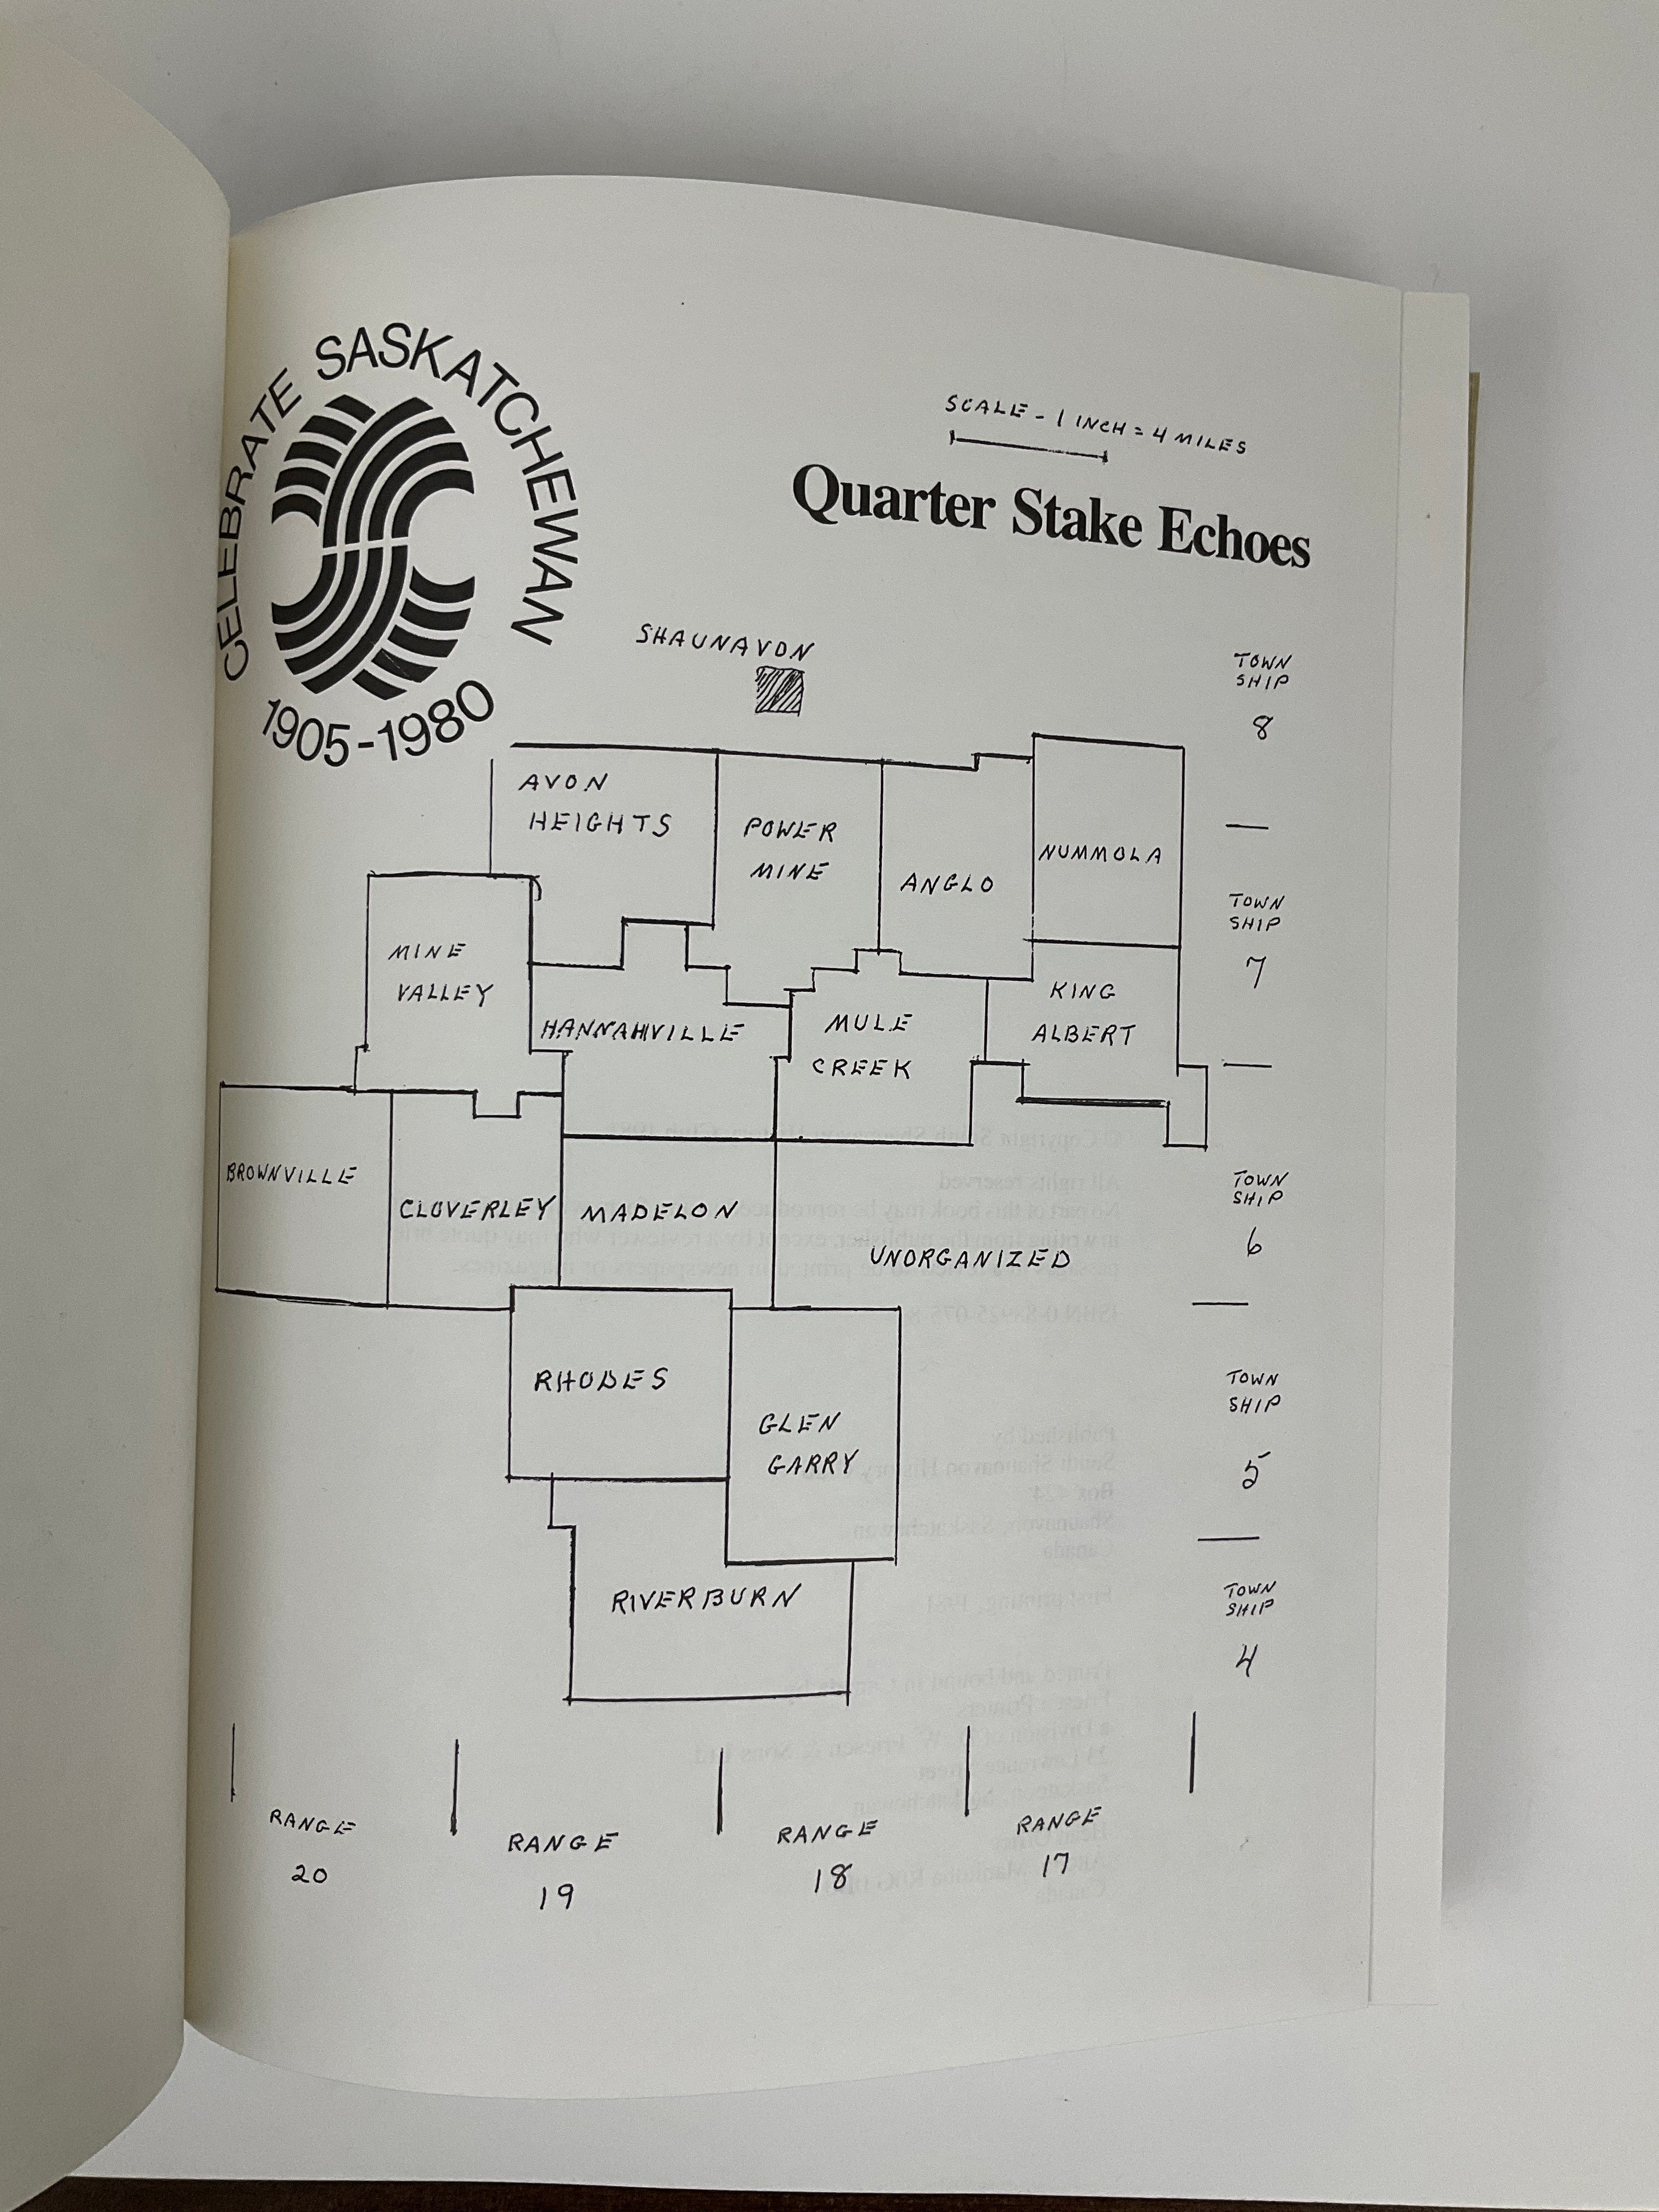 CELEBRATE SASKATCHEWAN
1905-1980
SCALE - 1 INCH = 4 MILES
Quarter Stake Echoes
SHAUNAVON
TOWN
SHIP
8
AVON
HEIGHTS
POWER
MINE
ANGLO
NUMMOLA
TOWN
SHIP
7
MINE
VALLEY
HANNAHVILLE
MULE
CREEK
KING
ALBERT
BROWNVILLE
CLOVERLEY
MADELON
UNORGANIZED
TOWN
SHIP
6
RHODES
GLEN
GARRY
TOWN
SHIP
5
RIVERBURN
TOWN
SHIP
4
RANGE
20
RANGE
19
RANGE
18
RANGE
17